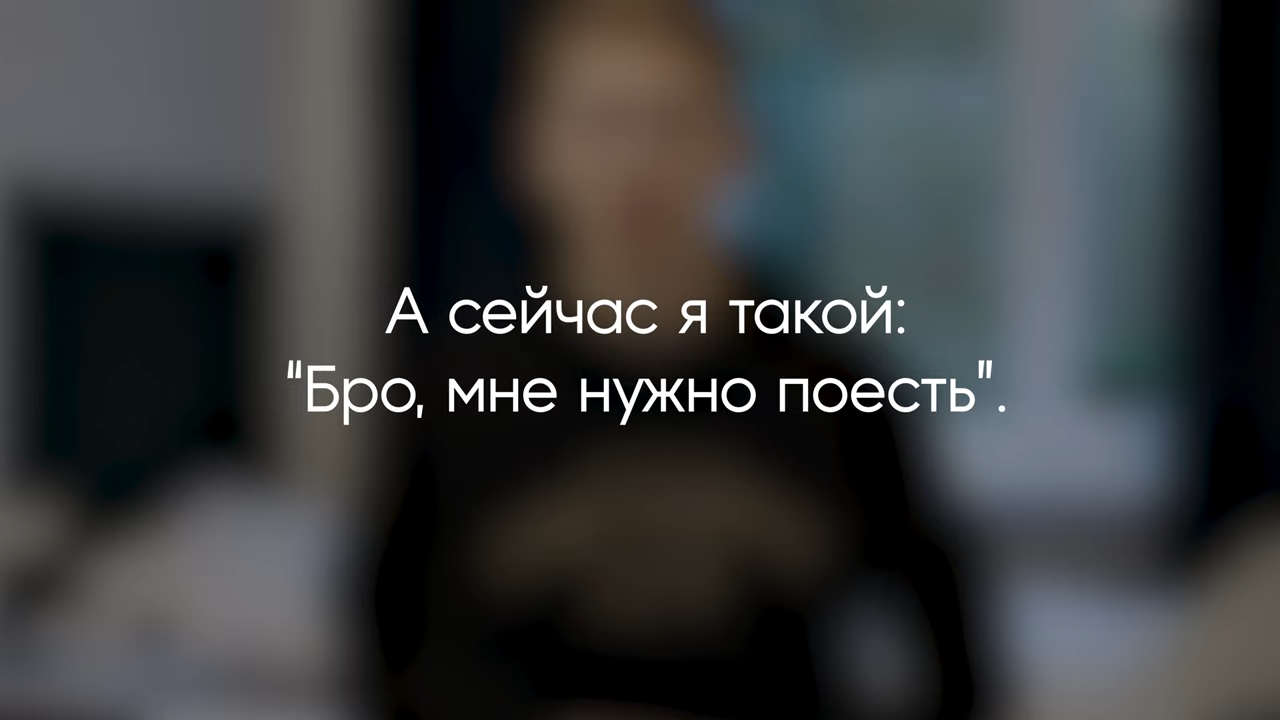 А сейчас я такой:
"Бро, мне нужно поесть".